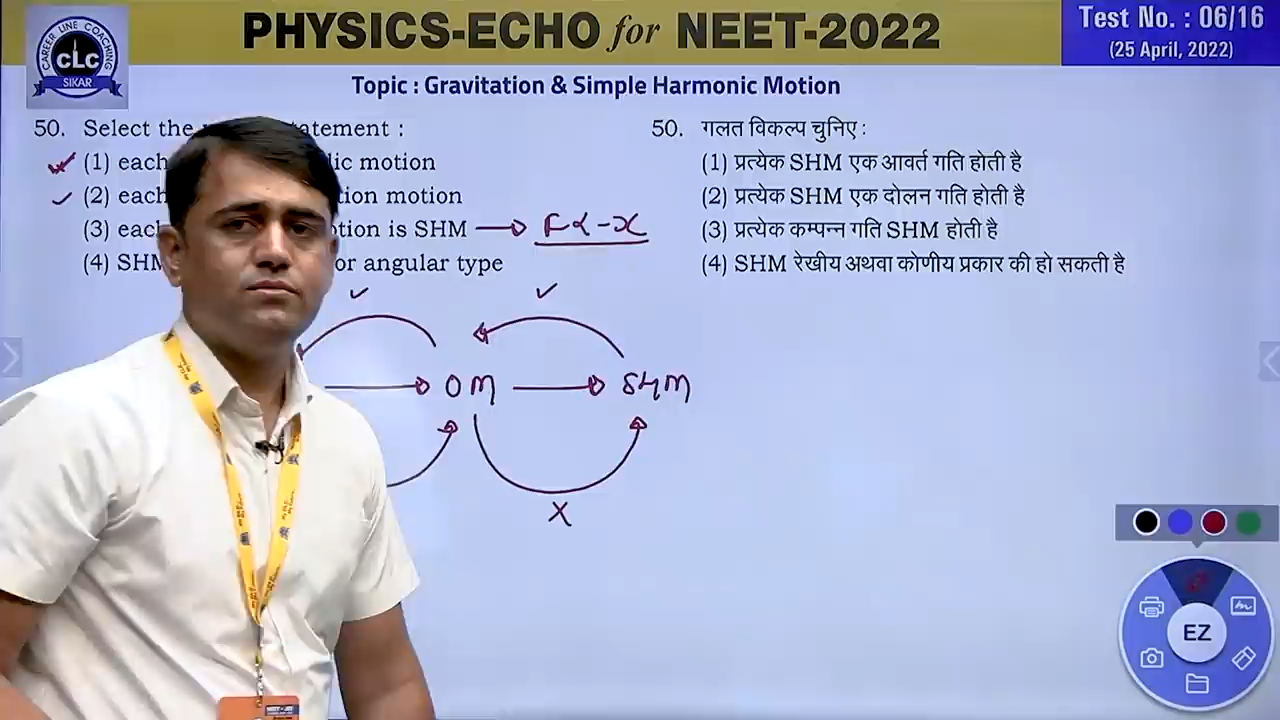 PHYSICS-ECHO for NEET-2022
Test No. : 06/16
(25 April, 2022)
CAREER LINE COACHING
CLC
SIKAR
Topic : Gravitation & Simple Harmonic Motion
50. Select the tatement :
(1) each dic motion
(2) each tion motion
(3) each otion is SHM → F∝-x
(4) SHM or angular type
50. गलत विकल्प चुनिए :
(1) प्रत्येक SHM एक आवर्त गति होती है
(2) प्रत्येक SHM एक दोलन गति होती है
(3) प्रत्येक कम्पन्न गति SHM होती है
(4) SHM रेखीय अथवा कोणीय प्रकार की हो सकती है
OM → SHM
X
EZ